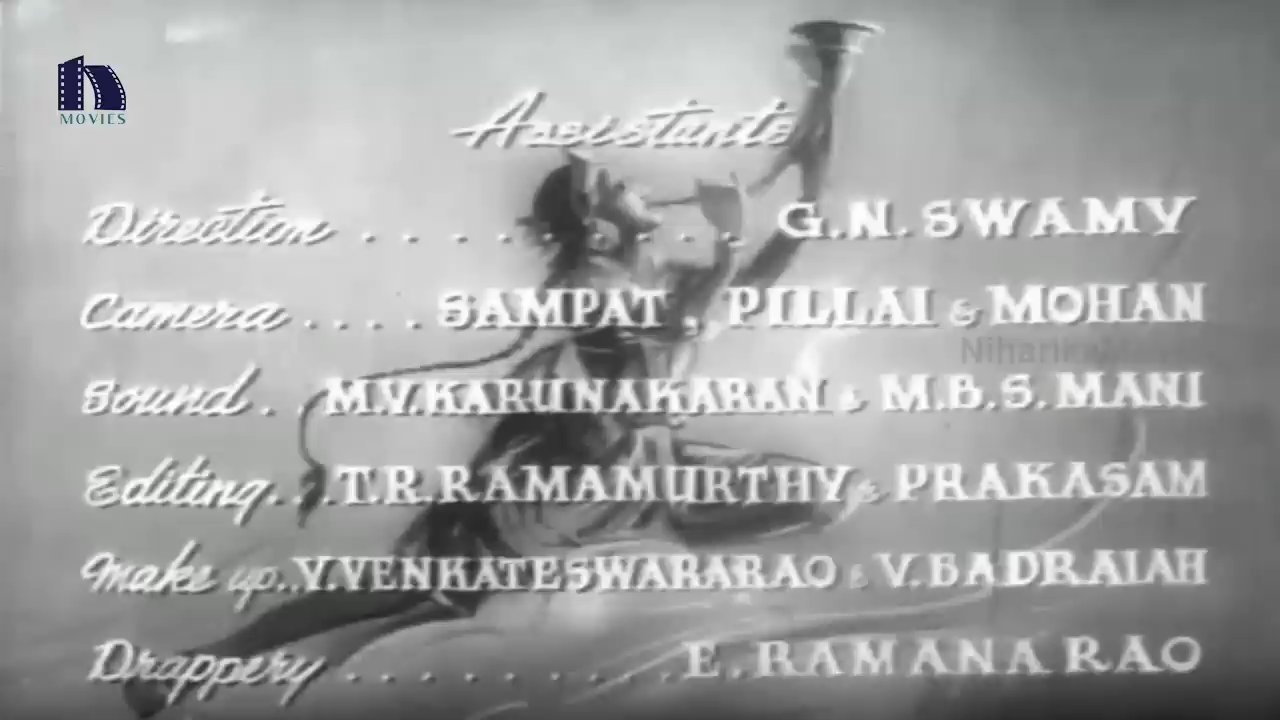 MOVIES
Assistants
Direction . . . . . . . . . . G.N. SWAMY
Camera . . . . SAMPAT, PILLAI & MOHAN
Sound . . M.V. KARUNAKARAN & M.B.S. MANI
NiharikaMovies
Editing . . . T.R. RAMAMURTHY & PRAKASAM
Make up.. V. VENKATESWARARAO & V. BADRAIAH
Drappery . . . . . . . . . . E. RAMANA RAO